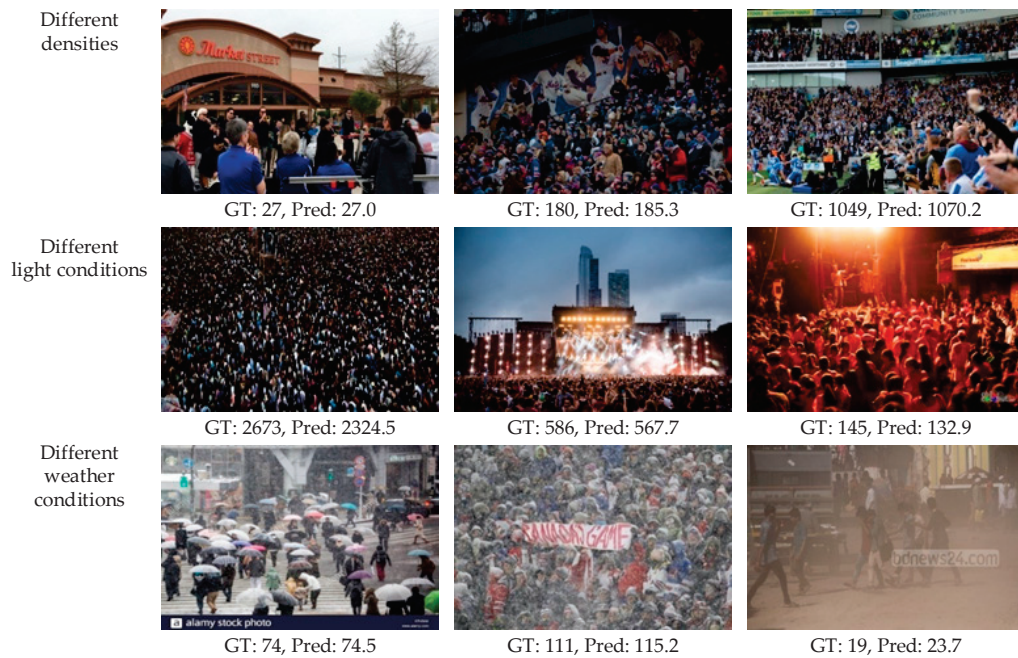 Different
densities
Market STREET
GT: 27, Pred: 27.0
GT: 180, Pred: 185.3
COMMUNITY STADIUM
GT: 1049, Pred: 1070.2
Different
light conditions
GT: 2673, Pred: 2324.5
GT: 586, Pred: 567.7
GT: 145, Pred: 132.9
Different
weather
conditions
a alamy stock photo
GT: 74, Pred: 74.5
CANADA'S GAME
GT: 111, Pred: 115.2
bdnews24.com
GT: 19, Pred: 23.7